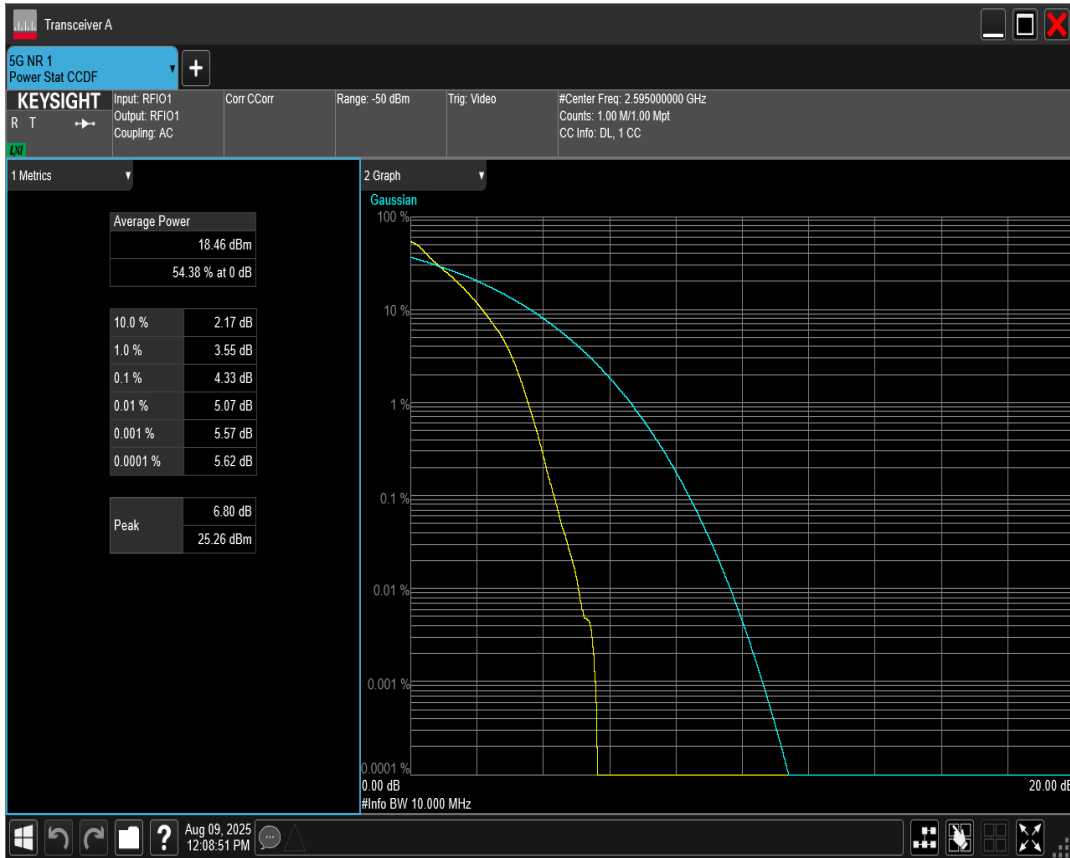 Transceiver A
5G NR 1
Power Stat CCDF
KEYSIGHT
R T
LXI
Input: RFIO1
Output: RFIO1
Coupling: AC
Corr CCorr
Range: -50 dBm
Trig: Video
#Center Freq: 2.595000000 GHz
Counts: 1.00 M/1.00 Mpt
CC Info: DL, 1 CC
1 Metrics
Average Power
18.46 dBm
54.38 % at 0 dB
10.0 % 2.17 dB
1.0 % 3.55 dB
0.1 % 4.33 dB
0.01 % 5.07 dB
0.001 % 5.57 dB
0.0001 % 5.62 dB
Peak 6.80 dB
25.26 dBm
2 Graph
Gaussian
100 %
10 %
1 %
0.1 %
0.01 %
0.001 %
0.0001 %
0.00 dB 20.00 dB
#Info BW 10.000 MHz
Aug 09, 2025
12:08:51 PM